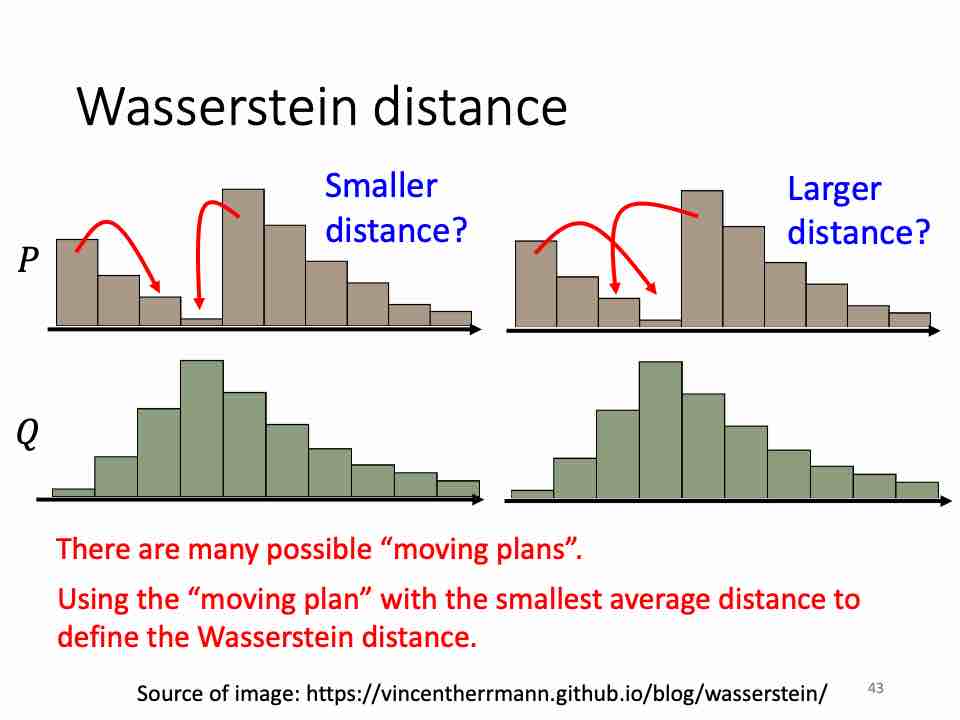 Wasserstein distance
Smaller
distance?
Larger
distance?
P
Q
There are many possible “moving plans”.
Using the “moving plan” with the smallest average distance to
define the Wasserstein distance.
Source of image: https://vincentherrmann.github.io/blog/wasserstein/
43